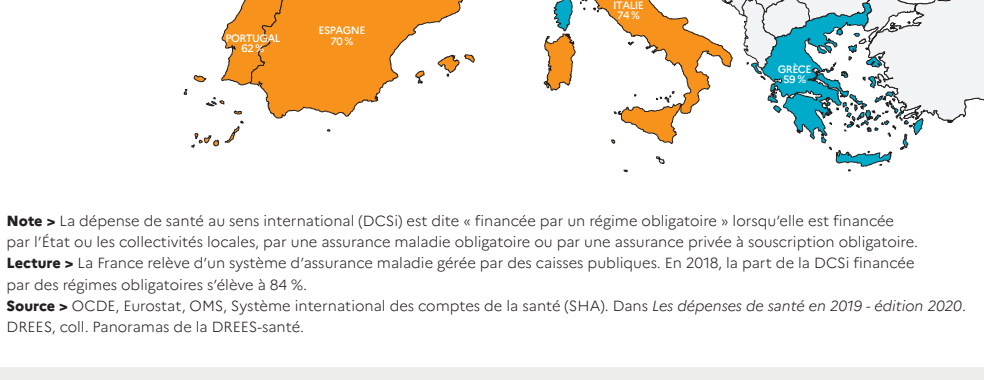 ITALIE
74 %
ESPAGNE
70 %
PORTUGAL
62 %
GRÈCE
59 %
Note > La dépense de santé au sens international (DCSi) est dite « financée par un régime obligatoire » lorsqu’elle est financée
par l’État ou les collectivités locales, par une assurance maladie obligatoire ou par une assurance privée à souscription obligatoire.
Lecture > La France relève d’un système d’assurance maladie gérée par des caisses publiques. En 2018, la part de la DCSi financée
par des régimes obligatoires s’élève à 84 %.
Source > OCDE, Eurostat, OMS, Système international des comptes de la santé (SHA). Dans Les dépenses de santé en 2019 - édition 2020.
DREES, coll. Panoramas de la DREES-santé.